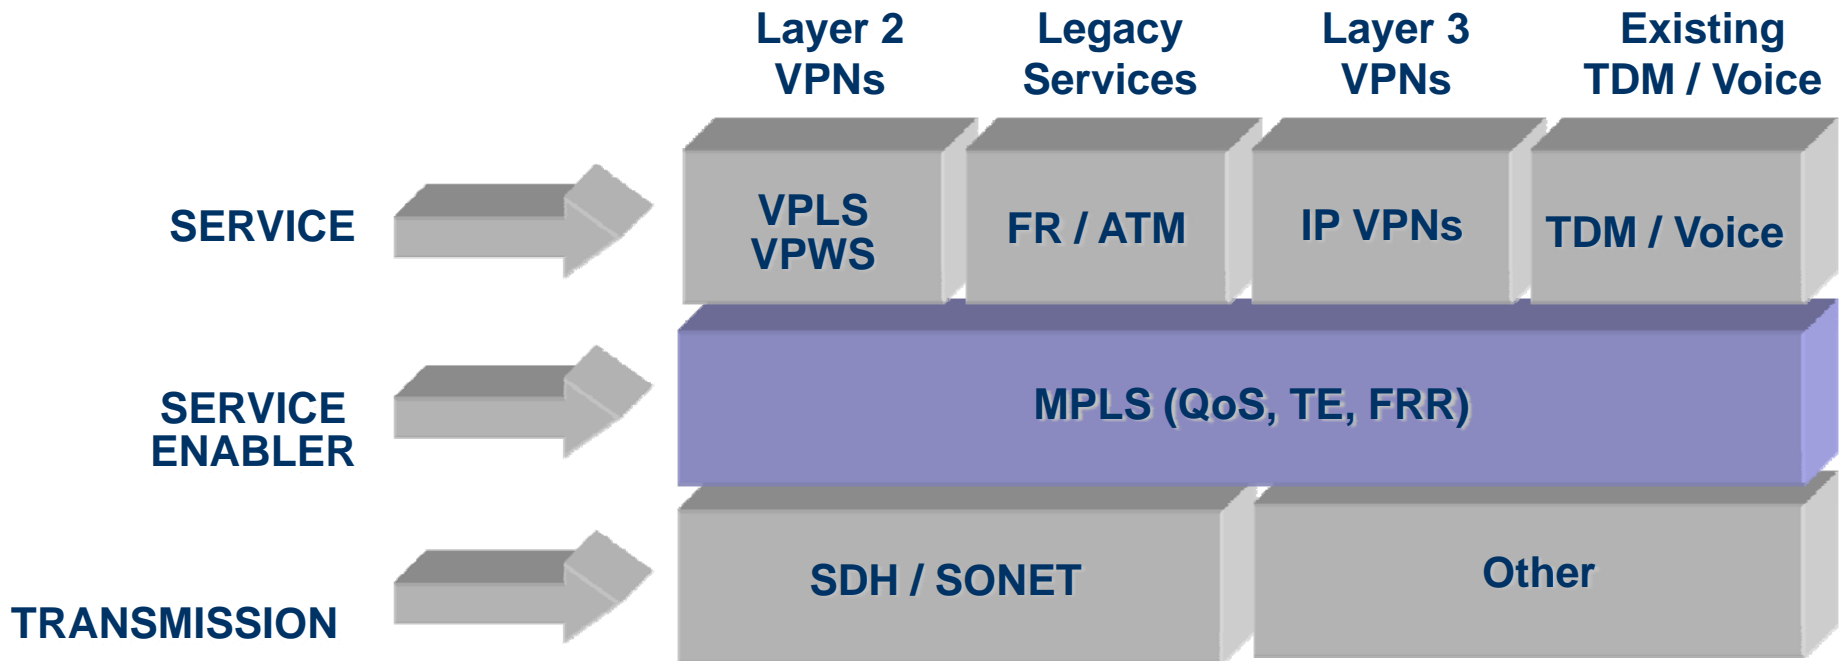 Layer 2
VPNs
Legacy
Services
Layer 3
VPNs
Existing
TDM / Voice
SERVICE
VPLS
VPWS
FR / ATM
IP VPNs
TDM / Voice
SERVICE
ENABLER
MPLS (QoS, TE, FRR)
TRANSMISSION
SDH / SONET
Other